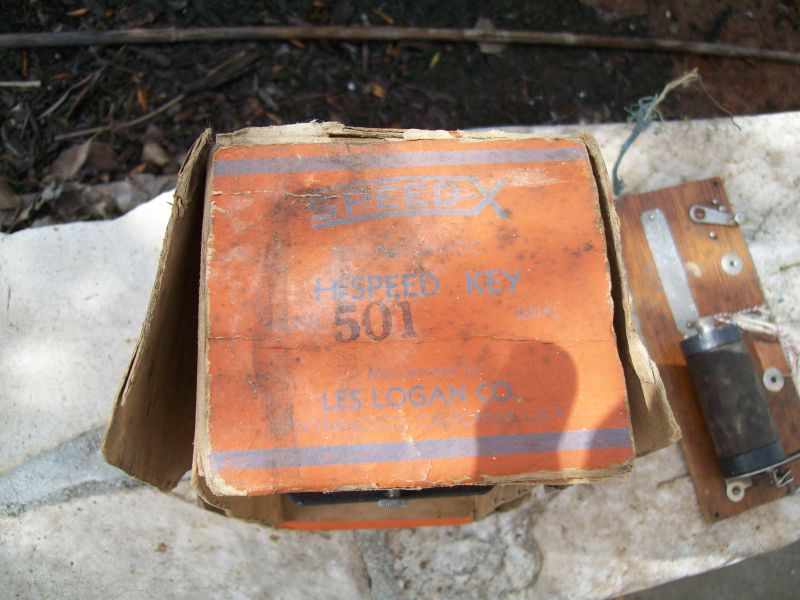 SPEED-X
HI-SPEED KEY
501 SERIAL
Manufactured by
LES LOGAN CO.